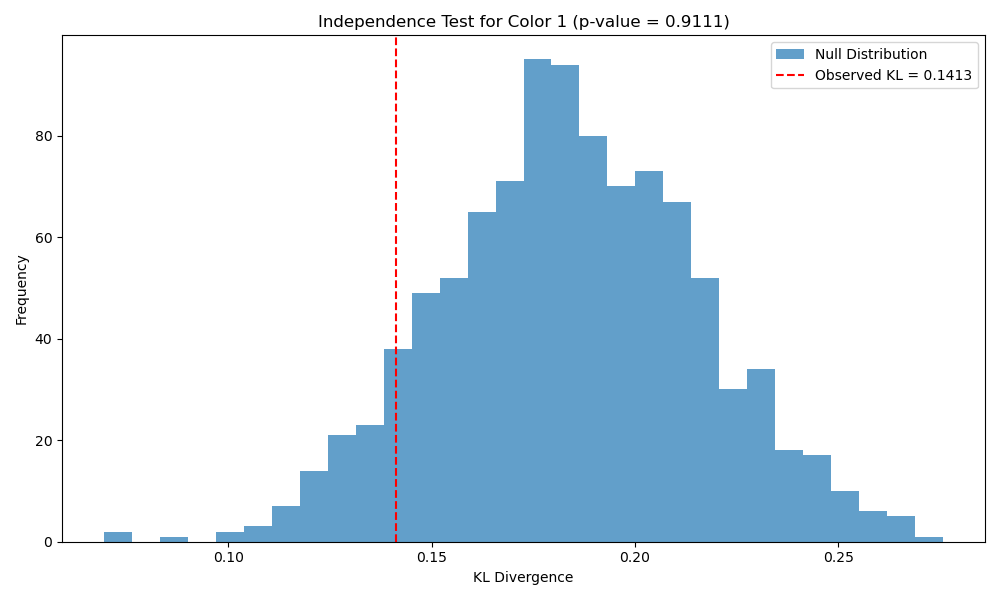 Independence Test for Color 1 (p-value = 0.9111)
Null Distribution
Observed KL = 0.1413
Frequency
80
60
40
20
0
0.10 0.15 0.20 0.25
KL Divergence